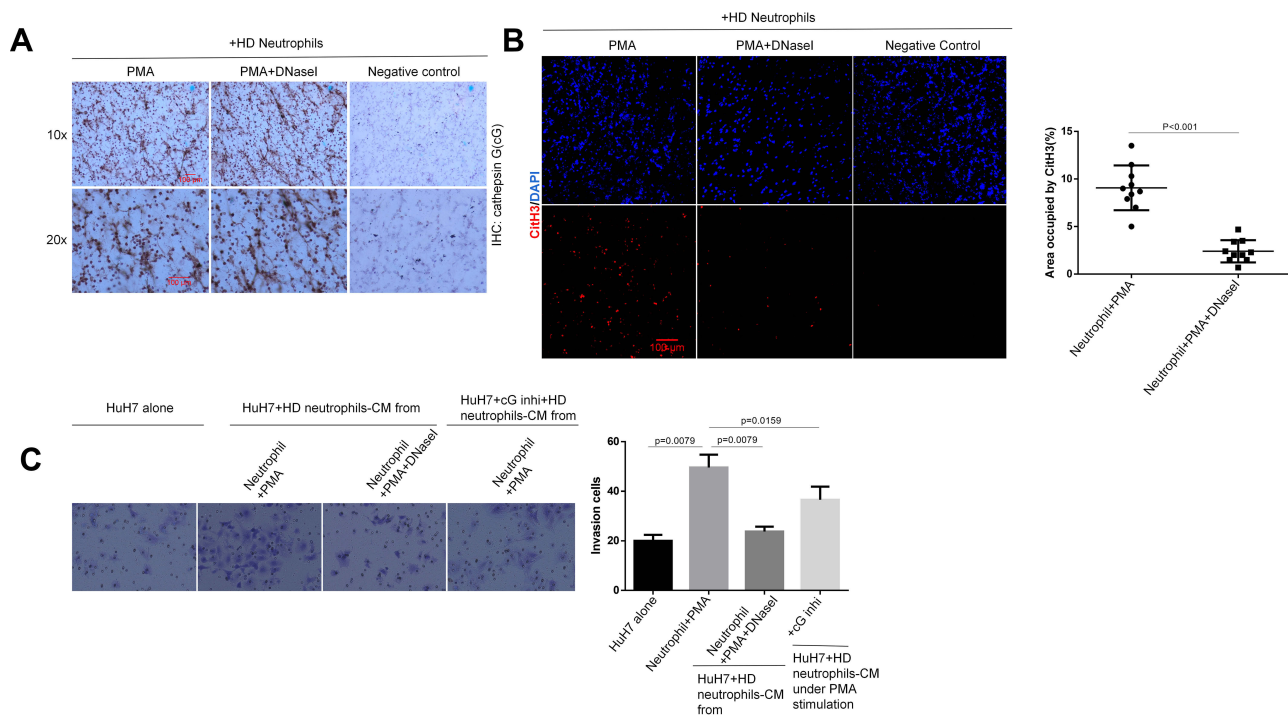 A
+HD Neutrophils
PMA
PMA+DNaseI
Negative control
10x
20x
100 μm
100 μm
IHC: cathepsin G(cG)
B
+HD Neutrophils
PMA
PMA+DNaseI
Negative Control
CitH3/DAPI
100 μm
Area occupied by CitH3(%)
15
10
5
0
P<0.001
Neutrophil+PMA
Neutrophil+PMA+DNaseI
C
HuH7 alone
HuH7+HD neutrophils-CM from
HuH7+cG inhi+HD
neutrophils-CM from
Neutrophil
+PMA
Neutrophil
+PMA+DNaseI
Neutrophil
+PMA
Invasion cells
60
40
20
0
p=0.0159
p=0.0079
p=0.0079
HuH7 alone
Neutrophil+PMA
Neutrophil
+PMA+DNaseI
+cG inhi
HuH7+HD
neutrophils-CM
from
HuH7+HD
neutrophils-CM
under PMA
stimulation